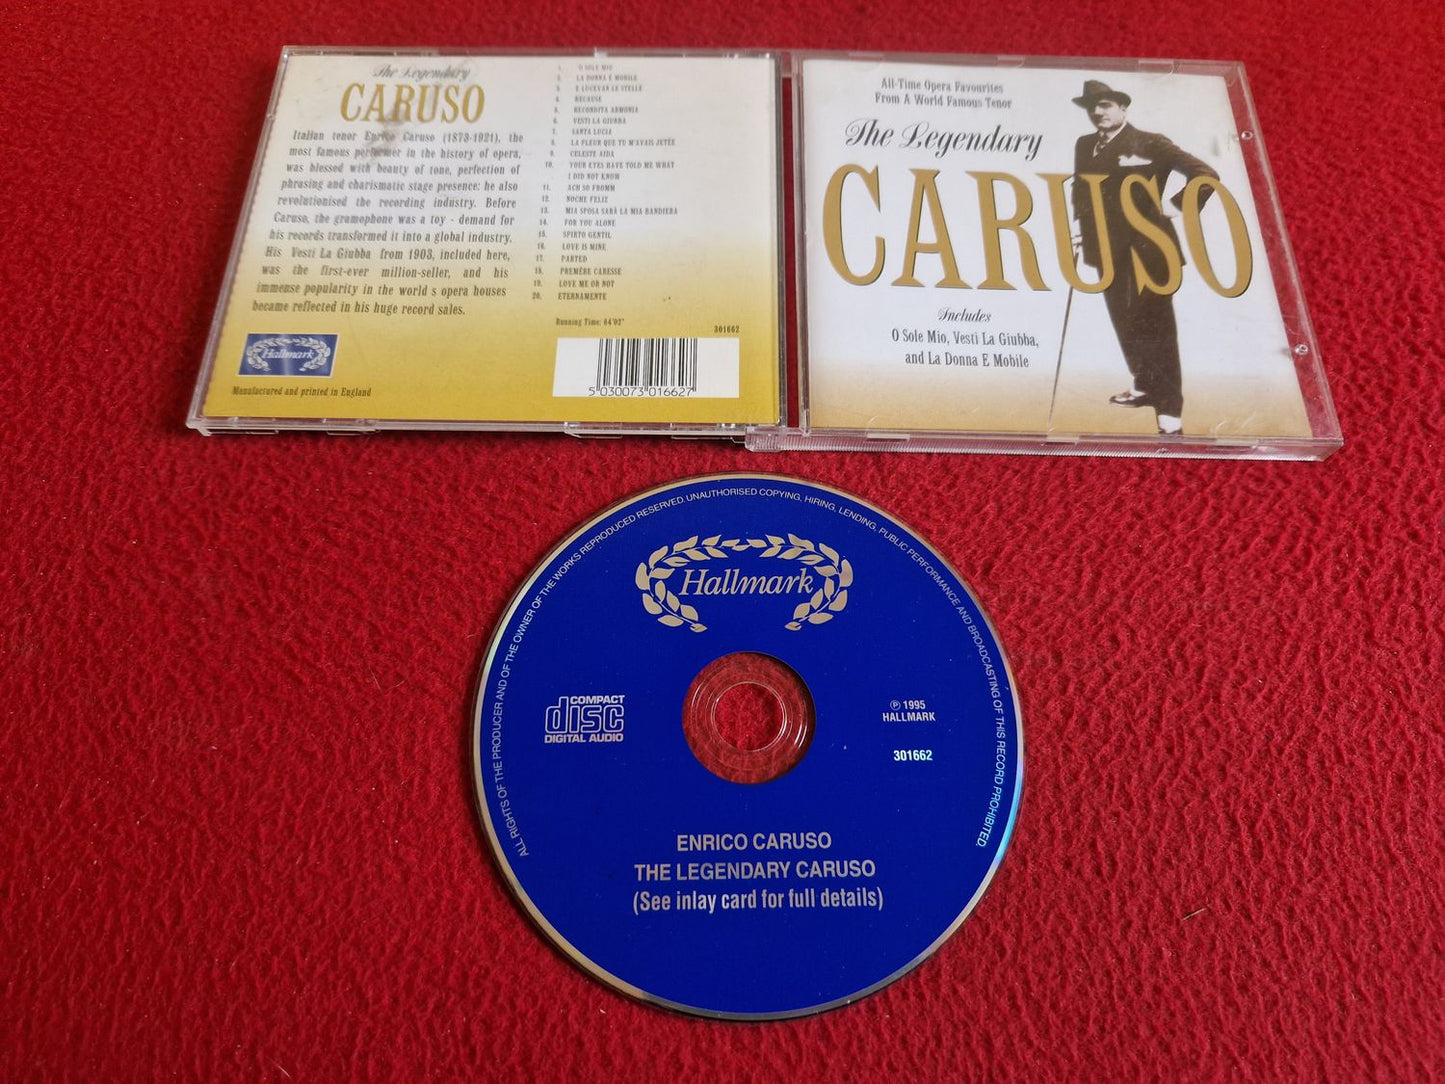 The Legendary
CARUSO
Italian tenor Enrico Caruso (1873-1921), the
most famous performer in the history of opera,
was blessed with beauty of tone, perfection of
phrasing and charismatic stage presence: he also
revolutionised the recording industry. Before
Caruso, the gramophone was a toy - demand for
his records transformed it into a global industry.
His Vesti La Giubba from 1903, included here,
was the first-ever million-seller, and his
immense popularity in the world s opera houses
became reflected in his huge record sales.
Hallmark
Manufactured and printed in England
1. O SOLE MIO
2. LA DONNA È MOBILE
3. E LUCEVAN LE STELLE
4. BECAUSE
5. RECONDITA ARMONIA
6. VESTI LA GIUBBA
7. SANTA LUCIA
8. LA FLEUR QUE TU M'AVAIS JETÉE
9. CELESTE AIDA
10. YOUR EYES HAVE TOLD ME WHAT
I DID NOT KNOW
11. ACH SO FROMM
12. NOCHE FELIZ
13. MIA SPOSA SARÀ LA MIA BANDIERA
14. FOR YOU ALONE
15. SPIRTO GENTIL
16. LOVE IS MINE
17. PARTED
18. PREMÈRE CARESSE
19. LOVE ME OR NOT
20. ETERNAMENTE
Running Time: 64'02"
301662
5 030073 016627
All-Time Opera Favourites
From A World Famous Tenor
The Legendary
CARUSO
Includes
O Sole Mio, Vesti La Giubba,
and La Donna E Mobile
ALL RIGHTS OF THE PRODUCER AND OF THE OWNER OF THE WORKS REPRODUCED RESERVED. UNAUTHORISED COPYING, HIRING, LENDING, PUBLIC PERFORMANCE AND BROADCASTING OF THIS RECORD PROHIBITED.
Hallmark
COMPACT
disc
DIGITAL AUDIO
℗ 1995
HALLMARK
301662
ENRICO CARUSO
THE LEGENDARY CARUSO
(See inlay card for full details)